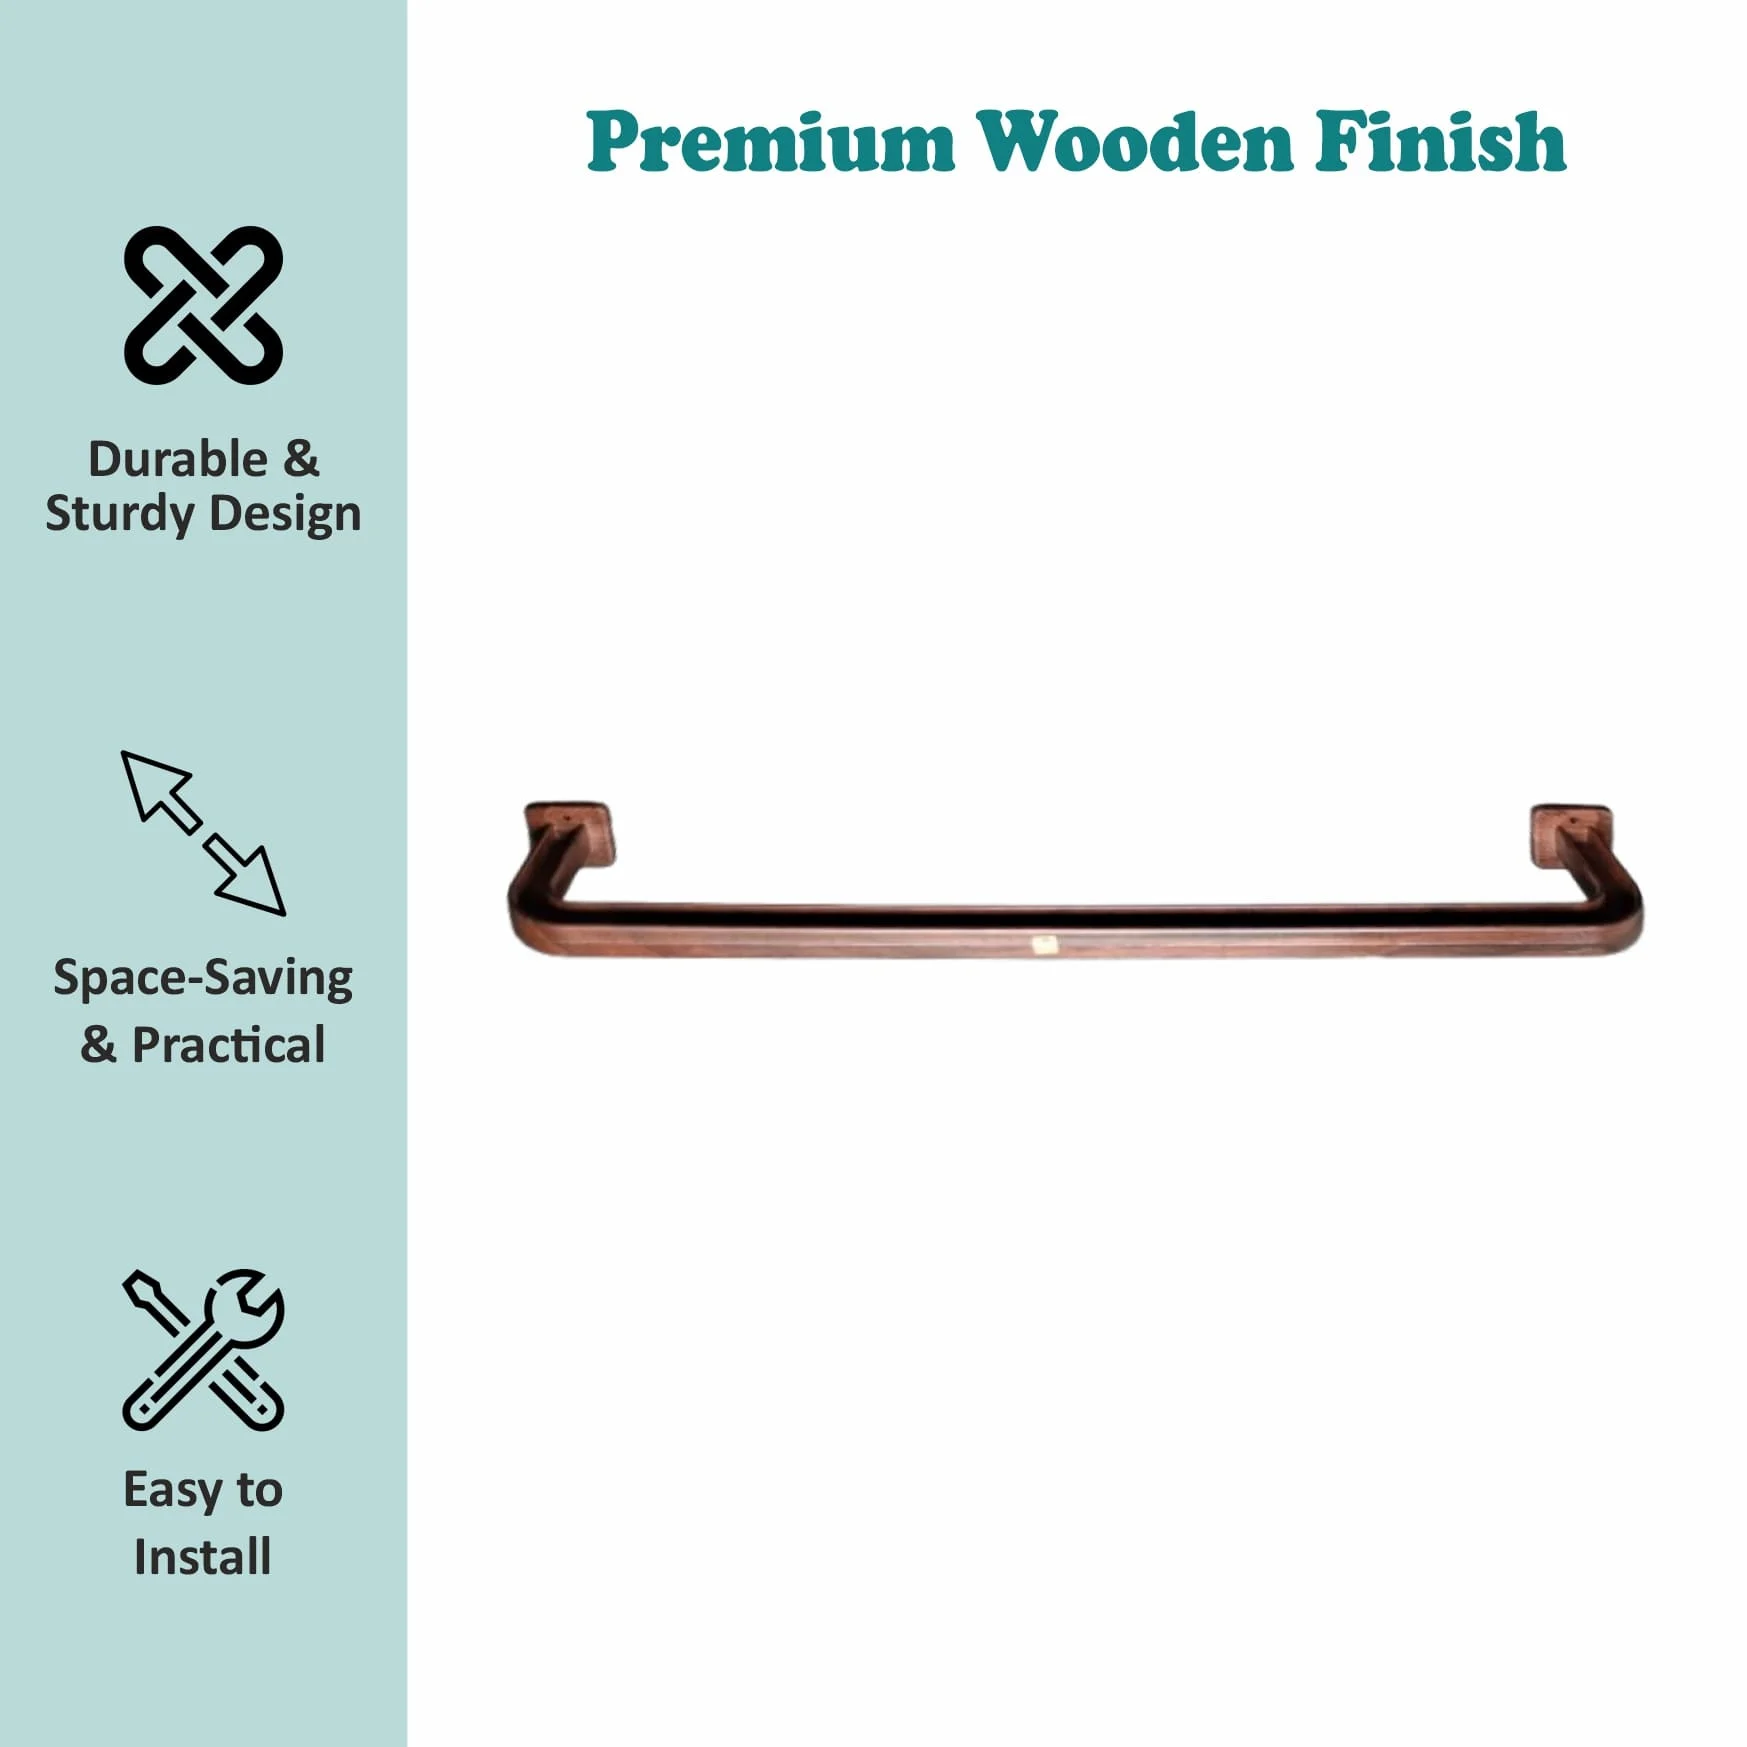 Premium Wooden Finish
Durable &
Sturdy Design
Space-Saving
& Practical
Easy to
Install